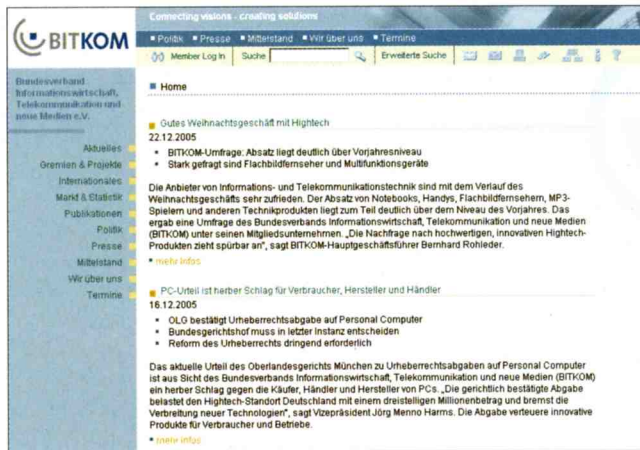 BITKOM
Connecting visions - creating solutions
Politik Presse Mittelstand Wir über uns Termine
Member Log In Suche Erweiterte Suche
Bundesverband
Informationswirtschaft,
Telekommunikation und
neue Medien e.V.
Aktuelles
Gremien & Projekte
Internationales
Markt & Statistik
Publikationen
Politik
Presse
Mittelstand
Wir über uns
Termine
Home
Gutes Weihnachtsgeschäft mit Hightech
22.12.2005
BITKOM-Umfrage: Absatz liegt deutlich über Vorjahresniveau
Stark gefragt sind Flachbildfernseher und Multifunktionsgeräte
Die Anbieter von Informations- und Telekommunikationstechnik sind mit dem Verlauf des
Weihnachtsgeschäfts sehr zufrieden. Der Absatz von Notebooks, Handys, Flachbildfernsehern, MP3-
Spielern und anderen Technikprodukten liegt zum Teil deutlich über dem Niveau des Vorjahres. Das
ergab eine Umfrage des Bundesverbands Informationswirtschaft, Telekommunikation und neue Medien
(BITKOM) unter seinen Mitgliedsunternehmen. „Die Nachfrage nach hochwertigen, innovativen Hightech-
Produkten zieht spürbar an", sagt BITKOM-Hauptgeschäftsführer Bernhard Rohleder.
mehr Infos
PC-Urteil ist herber Schlag für Verbraucher, Hersteller und Händler
16.12.2005
OLG bestätigt Urheberrechtsabgabe auf Personal Computer
Bundesgerichtshof muss in letzter Instanz entscheiden
Reform des Urheberrechts dringend erforderlich
Das aktuelle Urteil des Oberlandesgerichts München zu Urheberrechtsabgaben auf Personal Computer
ist aus Sicht des Bundesverbands Informationswirtschaft, Telekommunikation und neue Medien (BITKOM)
ein herber Schlag gegen die Käufer, Händler und Hersteller von PCs. „Die gerichtlich bestätigte Abgabe
belastet den Hightech-Standort Deutschland mit einem dreistelligen Millionenbetrag und bremst die
Verbreitung neuer Technologien", sagt Vizepräsident Jörg Menno Harms. Die Abgabe verteuere innovative
Produkte für Verbraucher und Betriebe.
mehr Infos